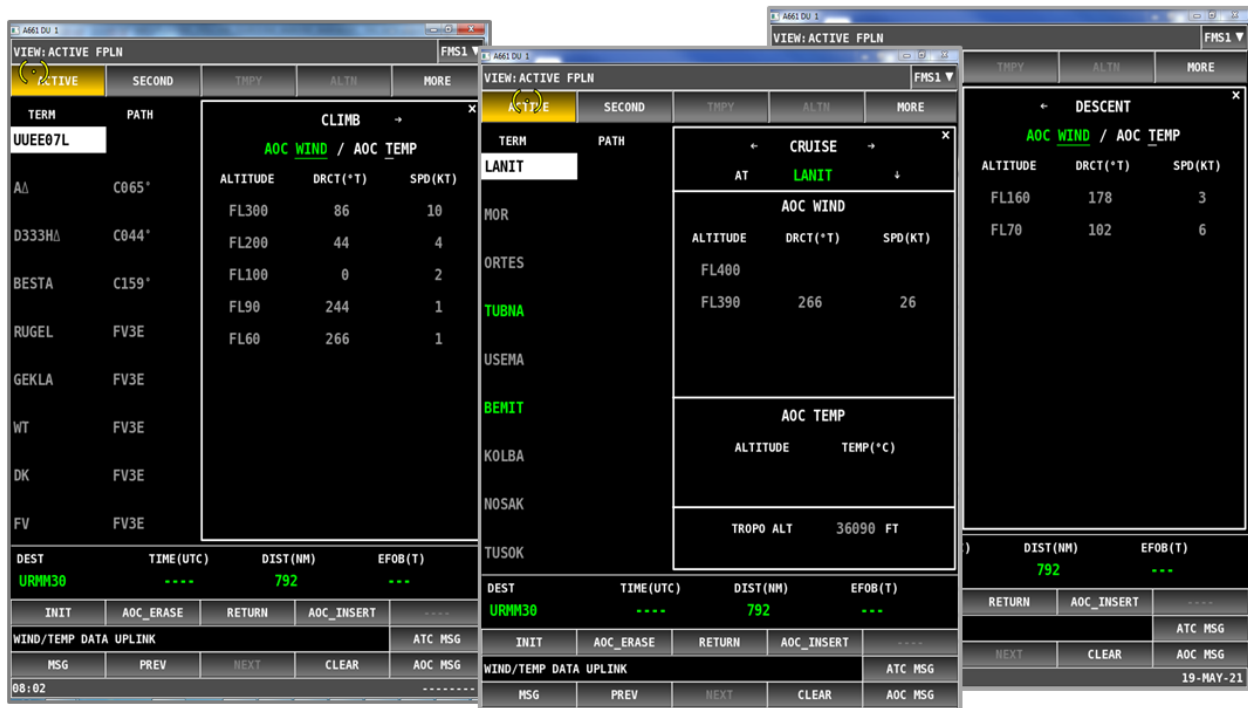 A661 DU 1
VIEW:ACTIVE FPLN FMS1 ▼
ACTIVE SECOND TMPY ALTN MORE
TERM PATH
UUEE07L
AΔ C065°
D333HΔ C044°
BESTA C159°
RUGEL FV3E
GEKLA FV3E
WT FV3E
DK FV3E
FV FV3E
CLIMB → ×
AOC WIND / AOC TEMP
ALTITUDE DRCT(°T) SPD(KT)
FL300 86 10
FL200 44 4
FL100 0 2
FL90 244 1
FL60 266 1
DEST TIME(UTC) DIST(NM) EFOB(T)
URMM30 ---- 792 ---
INIT AOC_ERASE RETURN AOC_INSERT ----
WIND/TEMP DATA UPLINK ATC MSG
MSG PREV NEXT CLEAR AOC MSG
08:02 --------
A661 DU 1
VIEW:ACTIVE FPLN FMS1 ▼
ACTIVE SECOND TMPY ALTN MORE
TERM PATH
LANIT
MOR
ORTES
TUBNA
USEMA
BEMIT
KOLBA
NOSAK
TUSOK
← CRUISE → ×
AT LANIT ↓
AOC WIND
ALTITUDE DRCT(°T) SPD(KT)
FL400
FL390 266 26
AOC TEMP
ALTITUDE TEMP(°C)
TROPO ALT 36090 FT
DEST TIME(UTC) DIST(NM) EFOB(T)
URMM30 ---- 792 ---
INIT AOC_ERASE RETURN AOC_INSERT ----
WIND/TEMP DATA UPLINK ATC MSG
MSG PREV NEXT CLEAR AOC MSG
A661 DU 1
VIEW:ACTIVE FPLN FMS1 ▼
TMPY ALTN MORE
← DESCENT ×
AOC WIND / AOC TEMP
ALTITUDE DRCT(°T) SPD(KT)
FL160 178 3
FL70 102 6
) DIST(NM) EFOB(T)
792 ---
RETURN AOC_INSERT ----
ATC MSG
NEXT CLEAR AOC MSG
19-MAY-21